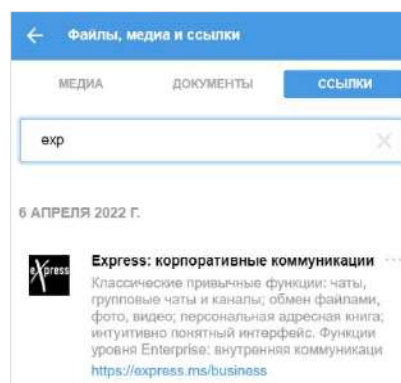 Файлы, медиа и ссылки
МЕДИА ДОКУМЕНТЫ ССЫЛКИ
exp
6 АПРЕЛЯ 2022 Г.
eXpress
Express: корпоративные коммуникации
Классические привычные функции: чаты,
групповые чаты и каналы; обмен файлами,
фото, видео; персональная адресная книга;
интуитивно понятный интерфейс. Функции
уровня Enterprise: внутренняя коммуникаци
https://express.ms/business